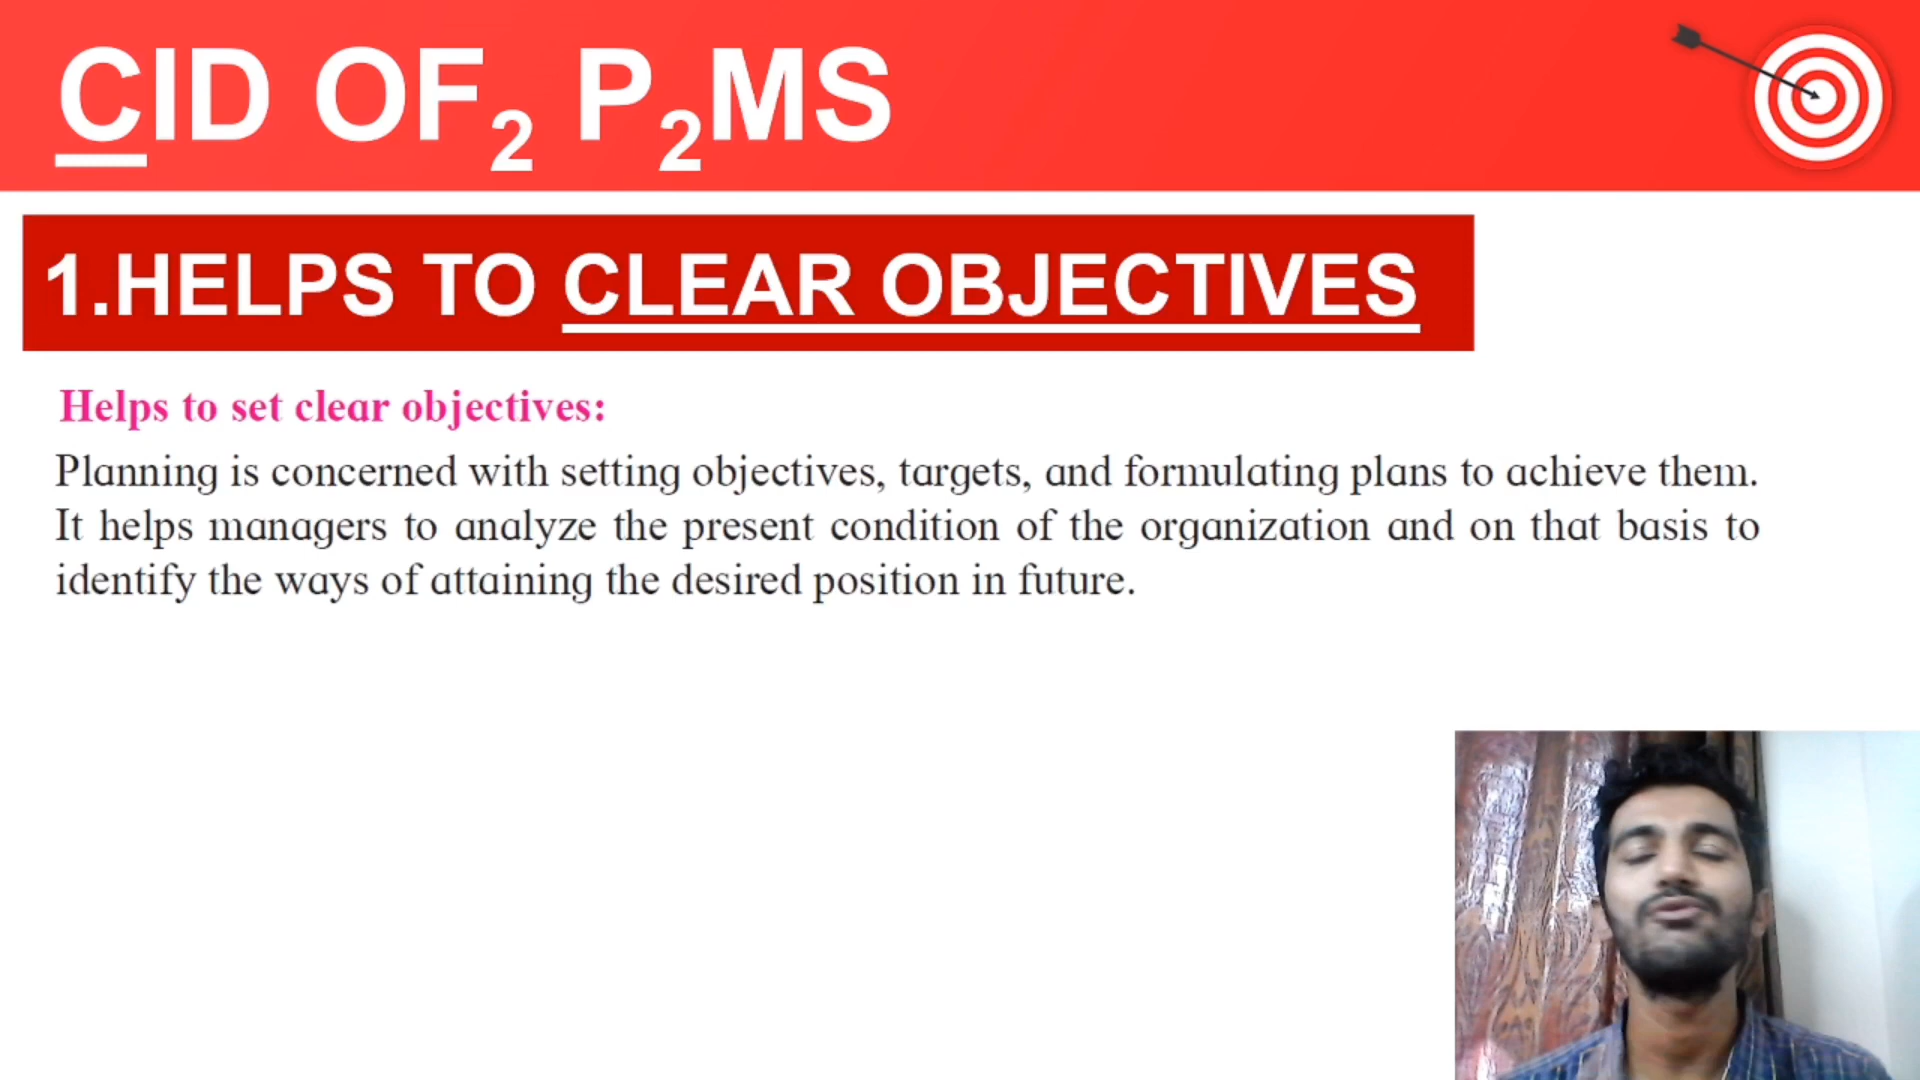 CID OF₂ P₂MS
1.HELPS TO CLEAR OBJECTIVES
Helps to set clear objectives:
Planning is concerned with setting objectives, targets, and formulating plans to achieve them.
It helps managers to analyze the present condition of the organization and on that basis to
identify the ways of attaining the desired position in future.